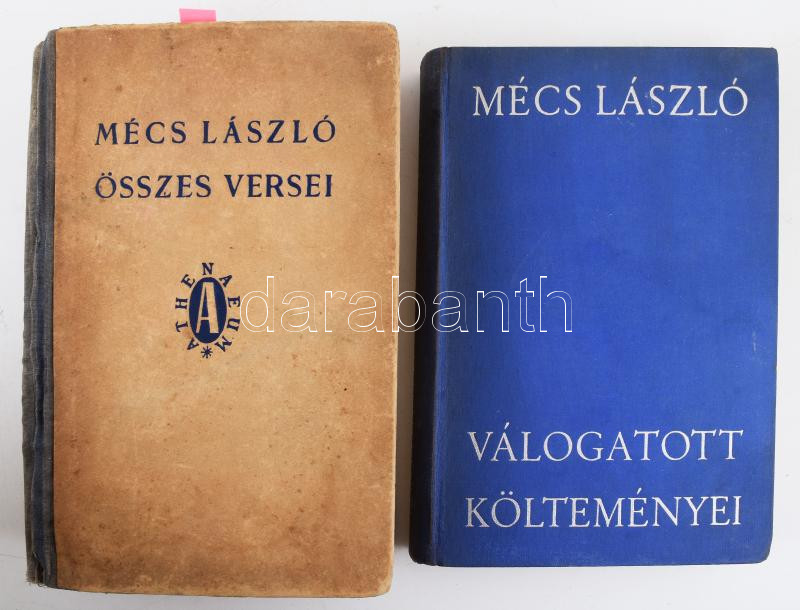 MÉCS LÁSZLÓ
ÖSSZES VERSEI
ATHENAEUM
A
MÉCS LÁSZLÓ
VÁLOGATOTT
KÖLTEMÉNYEI
darabanth